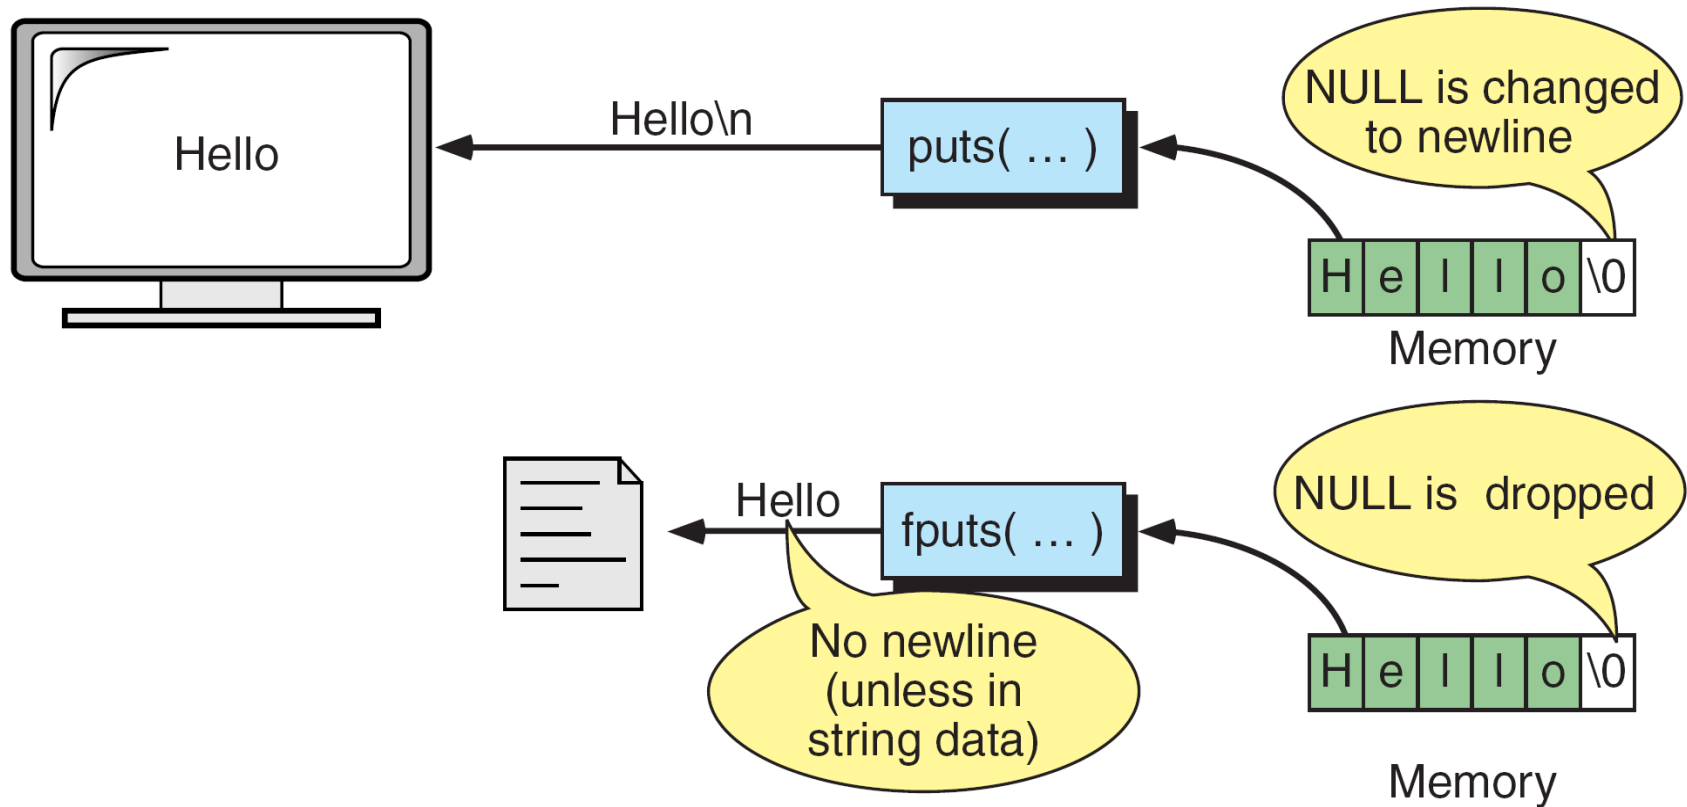 Hello
Hello\n
puts( ... )
NULL is changed
to newline
H e l l o \0
Memory
Hello
fputs( ... )
NULL is dropped
No newline
(unless in
string data)
H e l l o \0
Memory